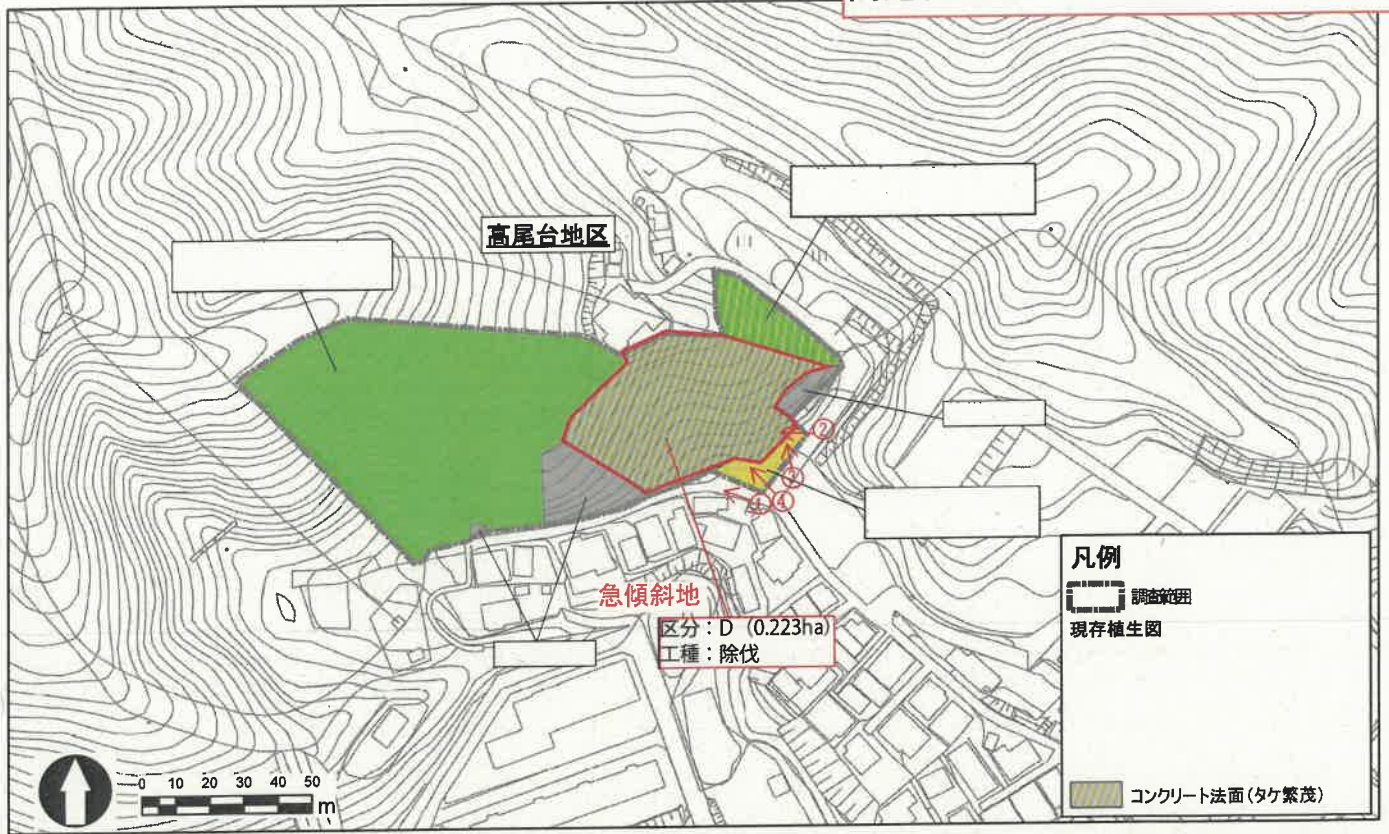 高尾台地区
②
③
①④
急傾斜地
区分：D (0.223ha)
工種：除伐
凡例
調査範囲
現存植生図
コンクリート法面(タケ繁茂)
0 10 20 30 40 50
m